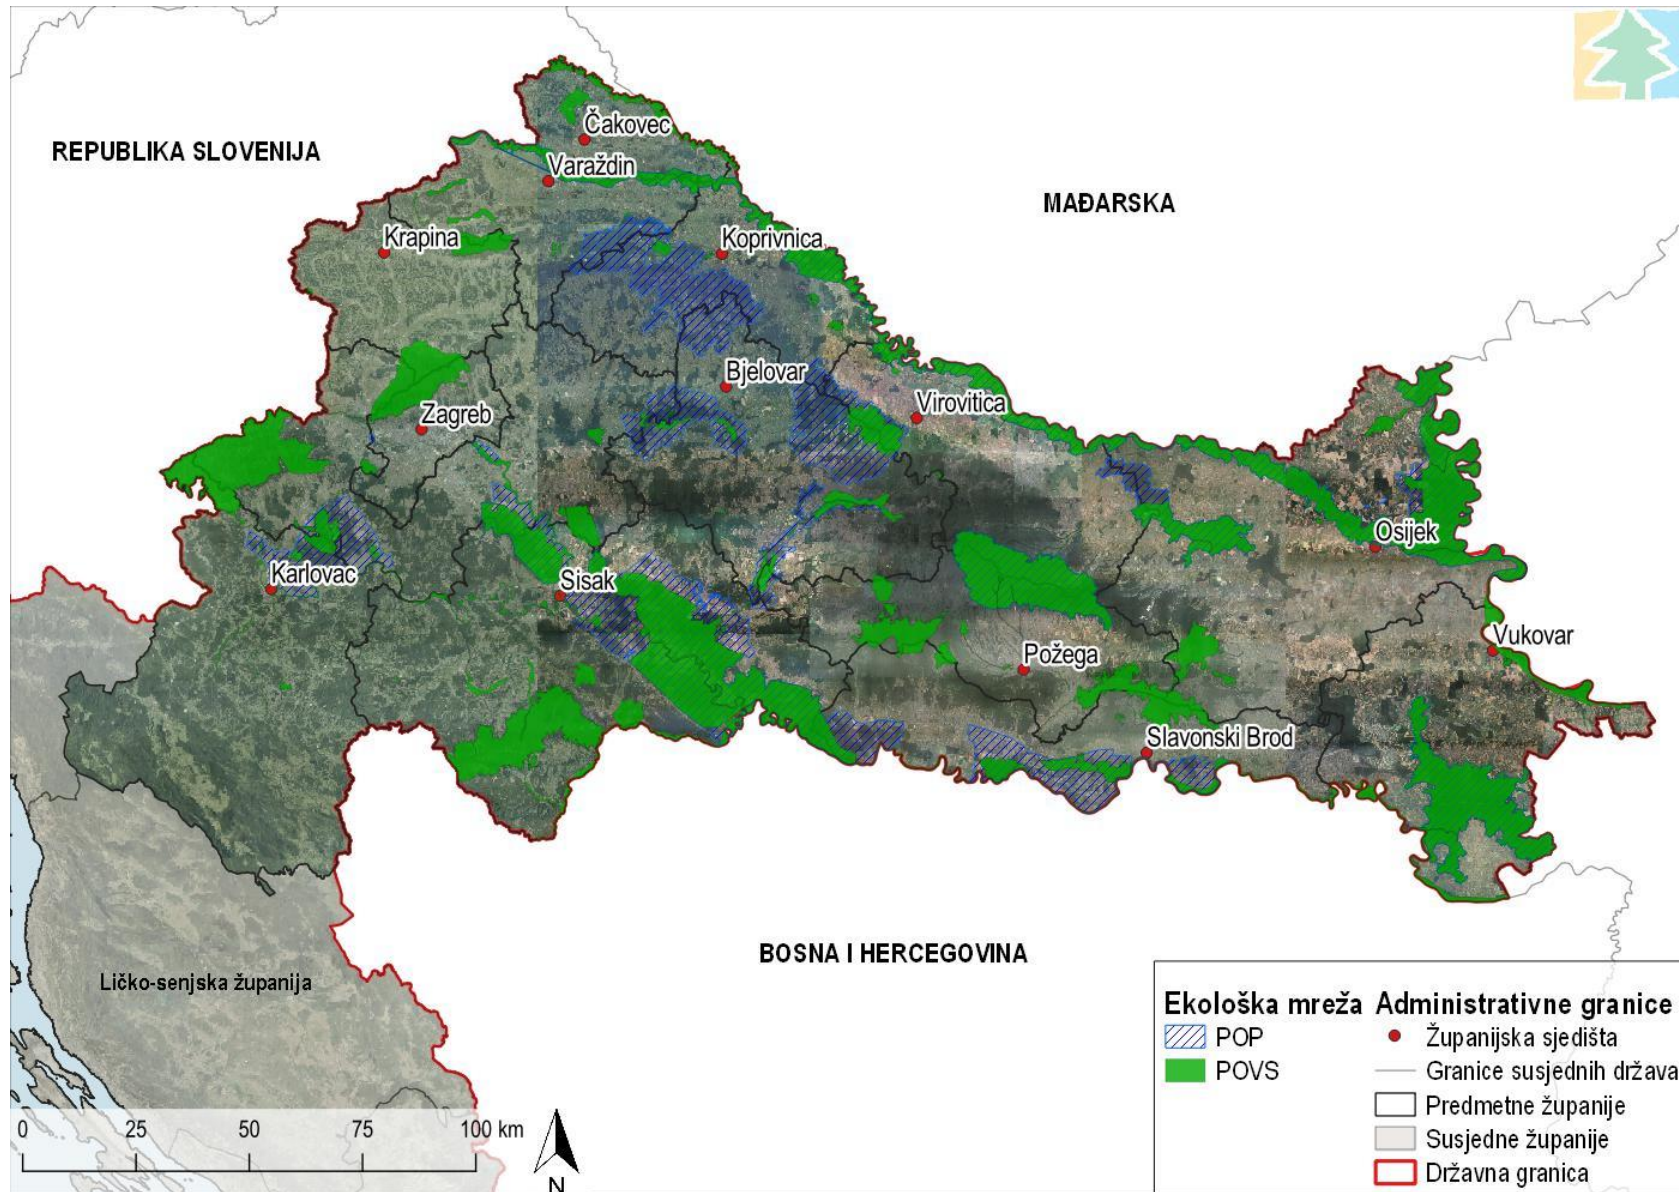 Čakovec
REPUBLIKA SLOVENIJA
Varaždin
MAĐARSKA
Krapina
Koprivnica
Bjelovar
Zagreb
Virovitica
Osijek
Karlovac
Sisak
Vukovar
Požega
Slavonski Brod
BOSNA I HERCEGOVINA
Ličko-senjska županija
Ekološka mreža
POP
POVS
Administrativne granice
Županijska sjedišta
Granice susjednih država
Predmetne županije
Susjedne županije
Državna granica
0 25 50 75 100 km
N